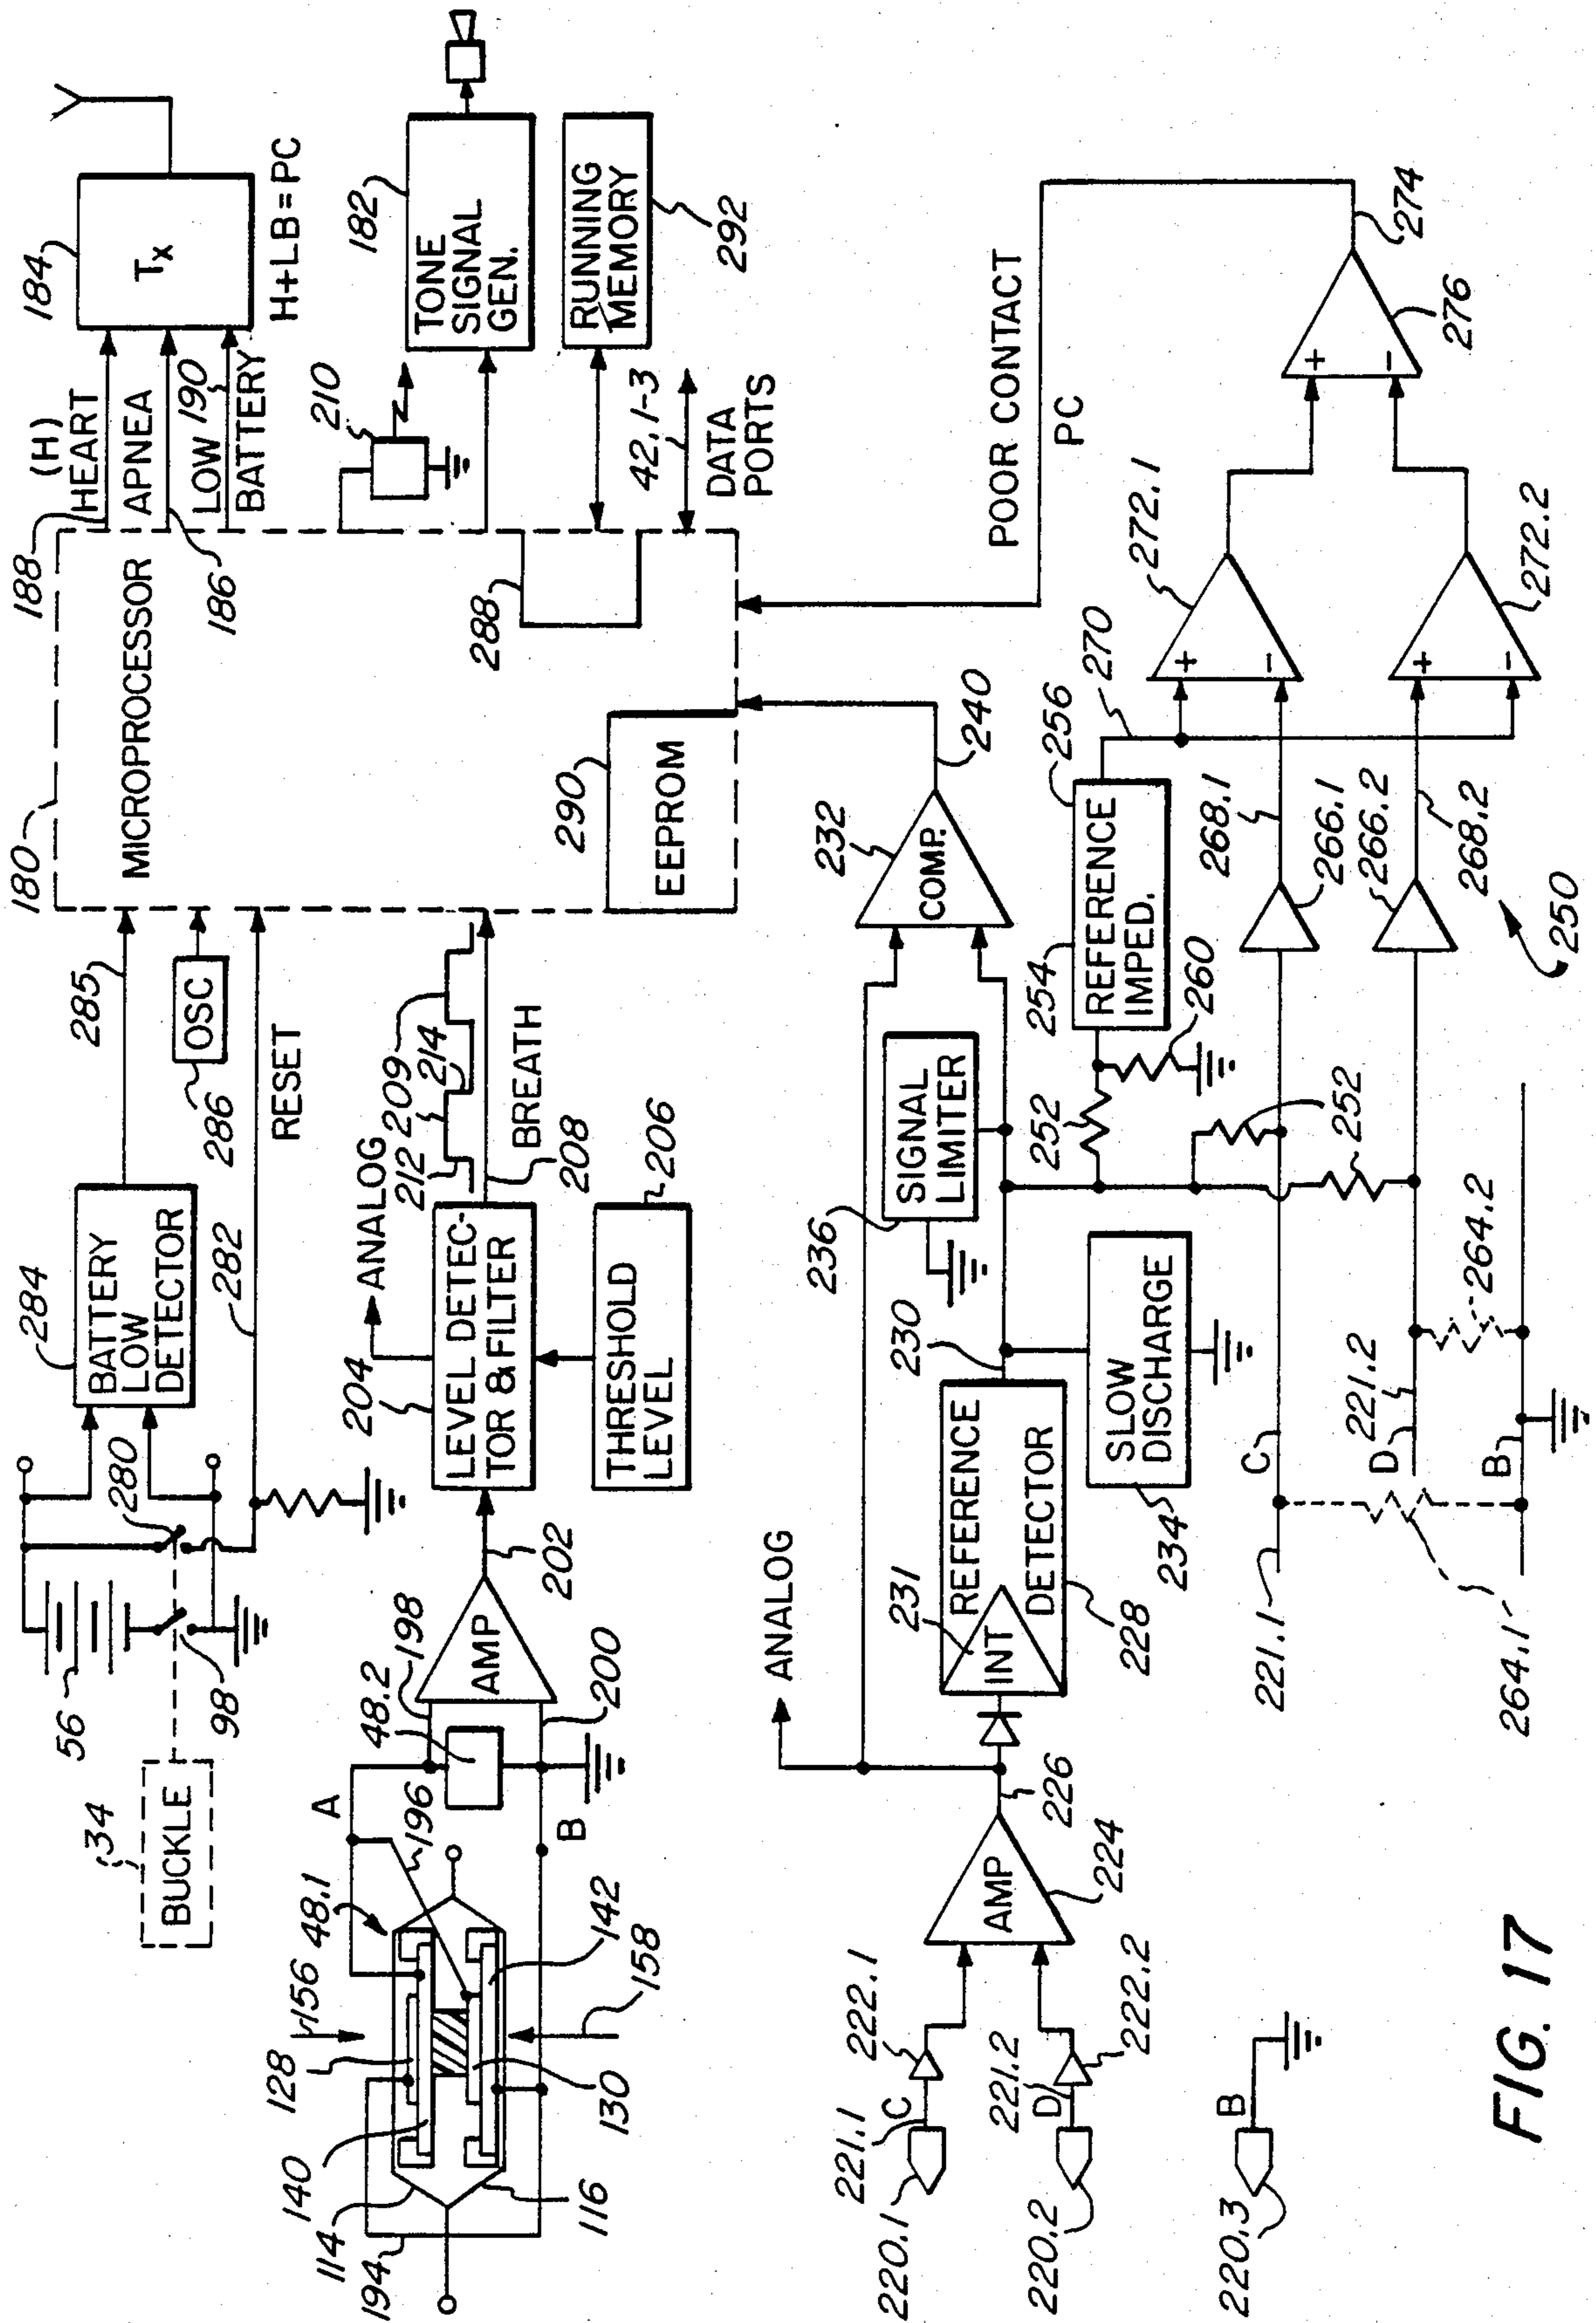 180
188
(H)
HEART
APNEA
LOW
BATTERY
190
186
184
Tx
H+LB=PC
MICROPROCESSOR
210
182
TONE
SIGNAL
GEN.
RUNNING
MEMORY
292
42.1-3
DATA
PORTS
288
290
EEPROM
34
BUCKLE
56
98
280
284
BATTERY
LOW
DETECTOR
285
OSC
286
282
RESET
156
128
140
114
194
116
130
158
142
48.1
A
196
B
48.2
198
200
AMP
202
204
ANALOG
LEVEL DETEC-
TOR & FILTER
THRESHOLD
LEVEL
206
208
BREATH
212
209
214
220.1
221.1
C
222.1
220.2
221.2
D
222.2
220.3
B
AMP
224
226
ANALOG
231
INT
REFERENCE
DETECTOR
228
230
SLOW
DISCHARGE
234
236
SIGNAL
LIMITER
232
COMP.
240
POOR CONTACT
PC
252
254
REFERENCE
IMPED.
256
260
252
270
221.1
C
264.1
221.2
D
B
264.2
268.1
266.1
266.2
268.2
250
272.1
+
-
272.2
+
-
+
-
274
276
FIG. 17